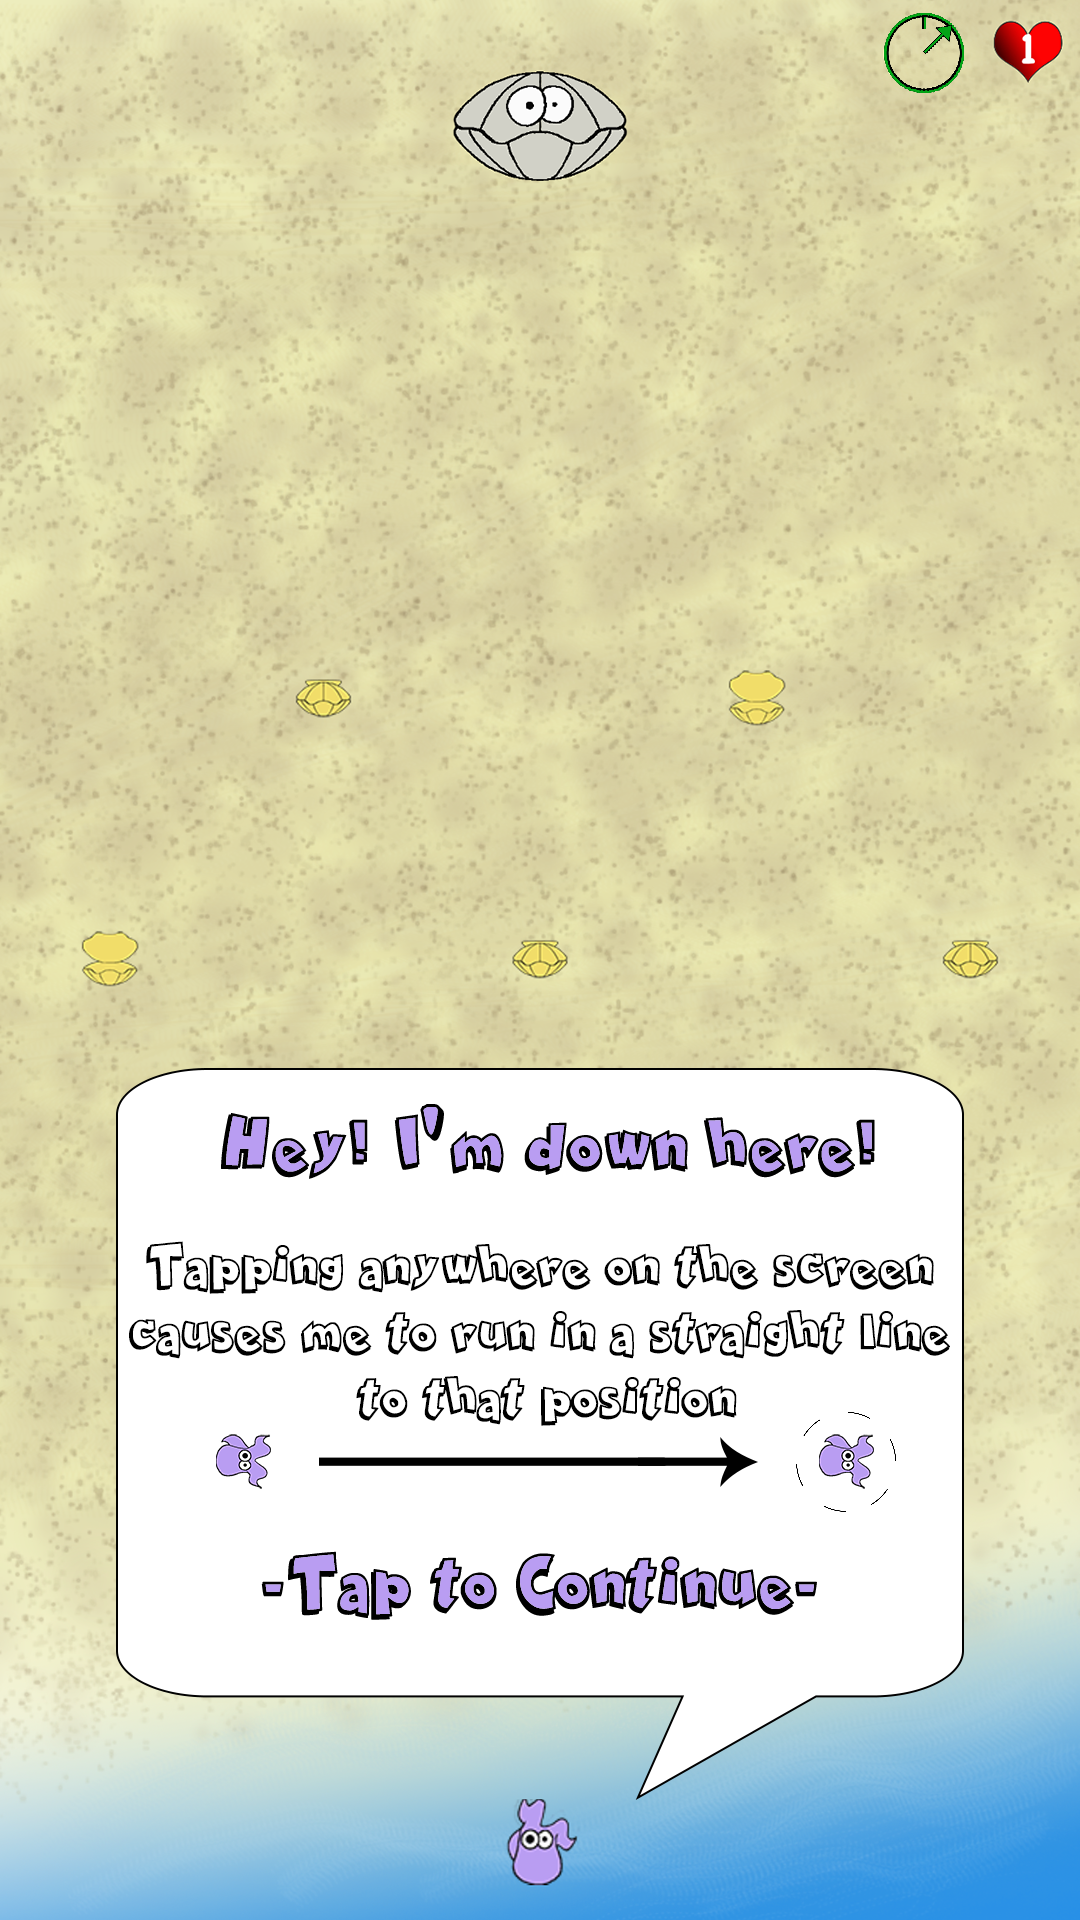 1
Hey! I'm down here!
Tapping anywhere on the screen
causes me to run in a straight line
to that position
-Tap to Continue-